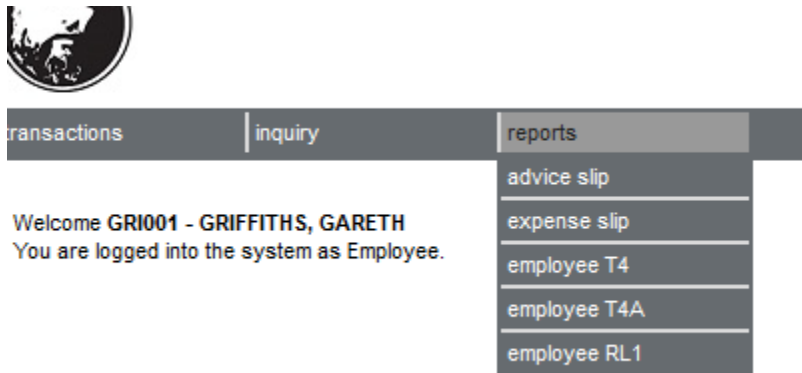 transactions inquiry reports
advice slip
Welcome GRI001 - GRIFFITHS, GARETH
expense slip
You are logged into the system as Employee.
employee T4
employee T4A
employee RL1